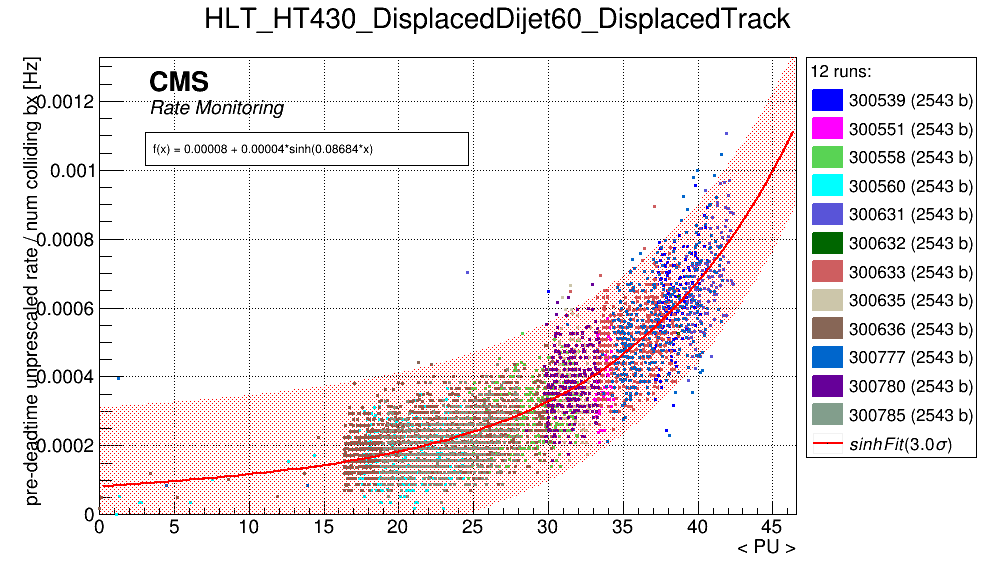 HLT_HT430_DisplacedDijet60_DisplacedTrack
pre-deadtime unprescaled rate / num colliding bx [Hz]
CMS
Rate Monitoring
f(x) = 0.00008 + 0.00004*sinh(0.08684*x)
0.0012
0.001
0.0008
0.0006
0.0004
0.0002
0
0 5 10 15 20 25 30 35 40 45
< PU >
12 runs:
300539 (2543 b)
300551 (2543 b)
300558 (2543 b)
300560 (2543 b)
300631 (2543 b)
300632 (2543 b)
300633 (2543 b)
300635 (2543 b)
300636 (2543 b)
300777 (2543 b)
300780 (2543 b)
300785 (2543 b)
sinhFit(3.0σ)